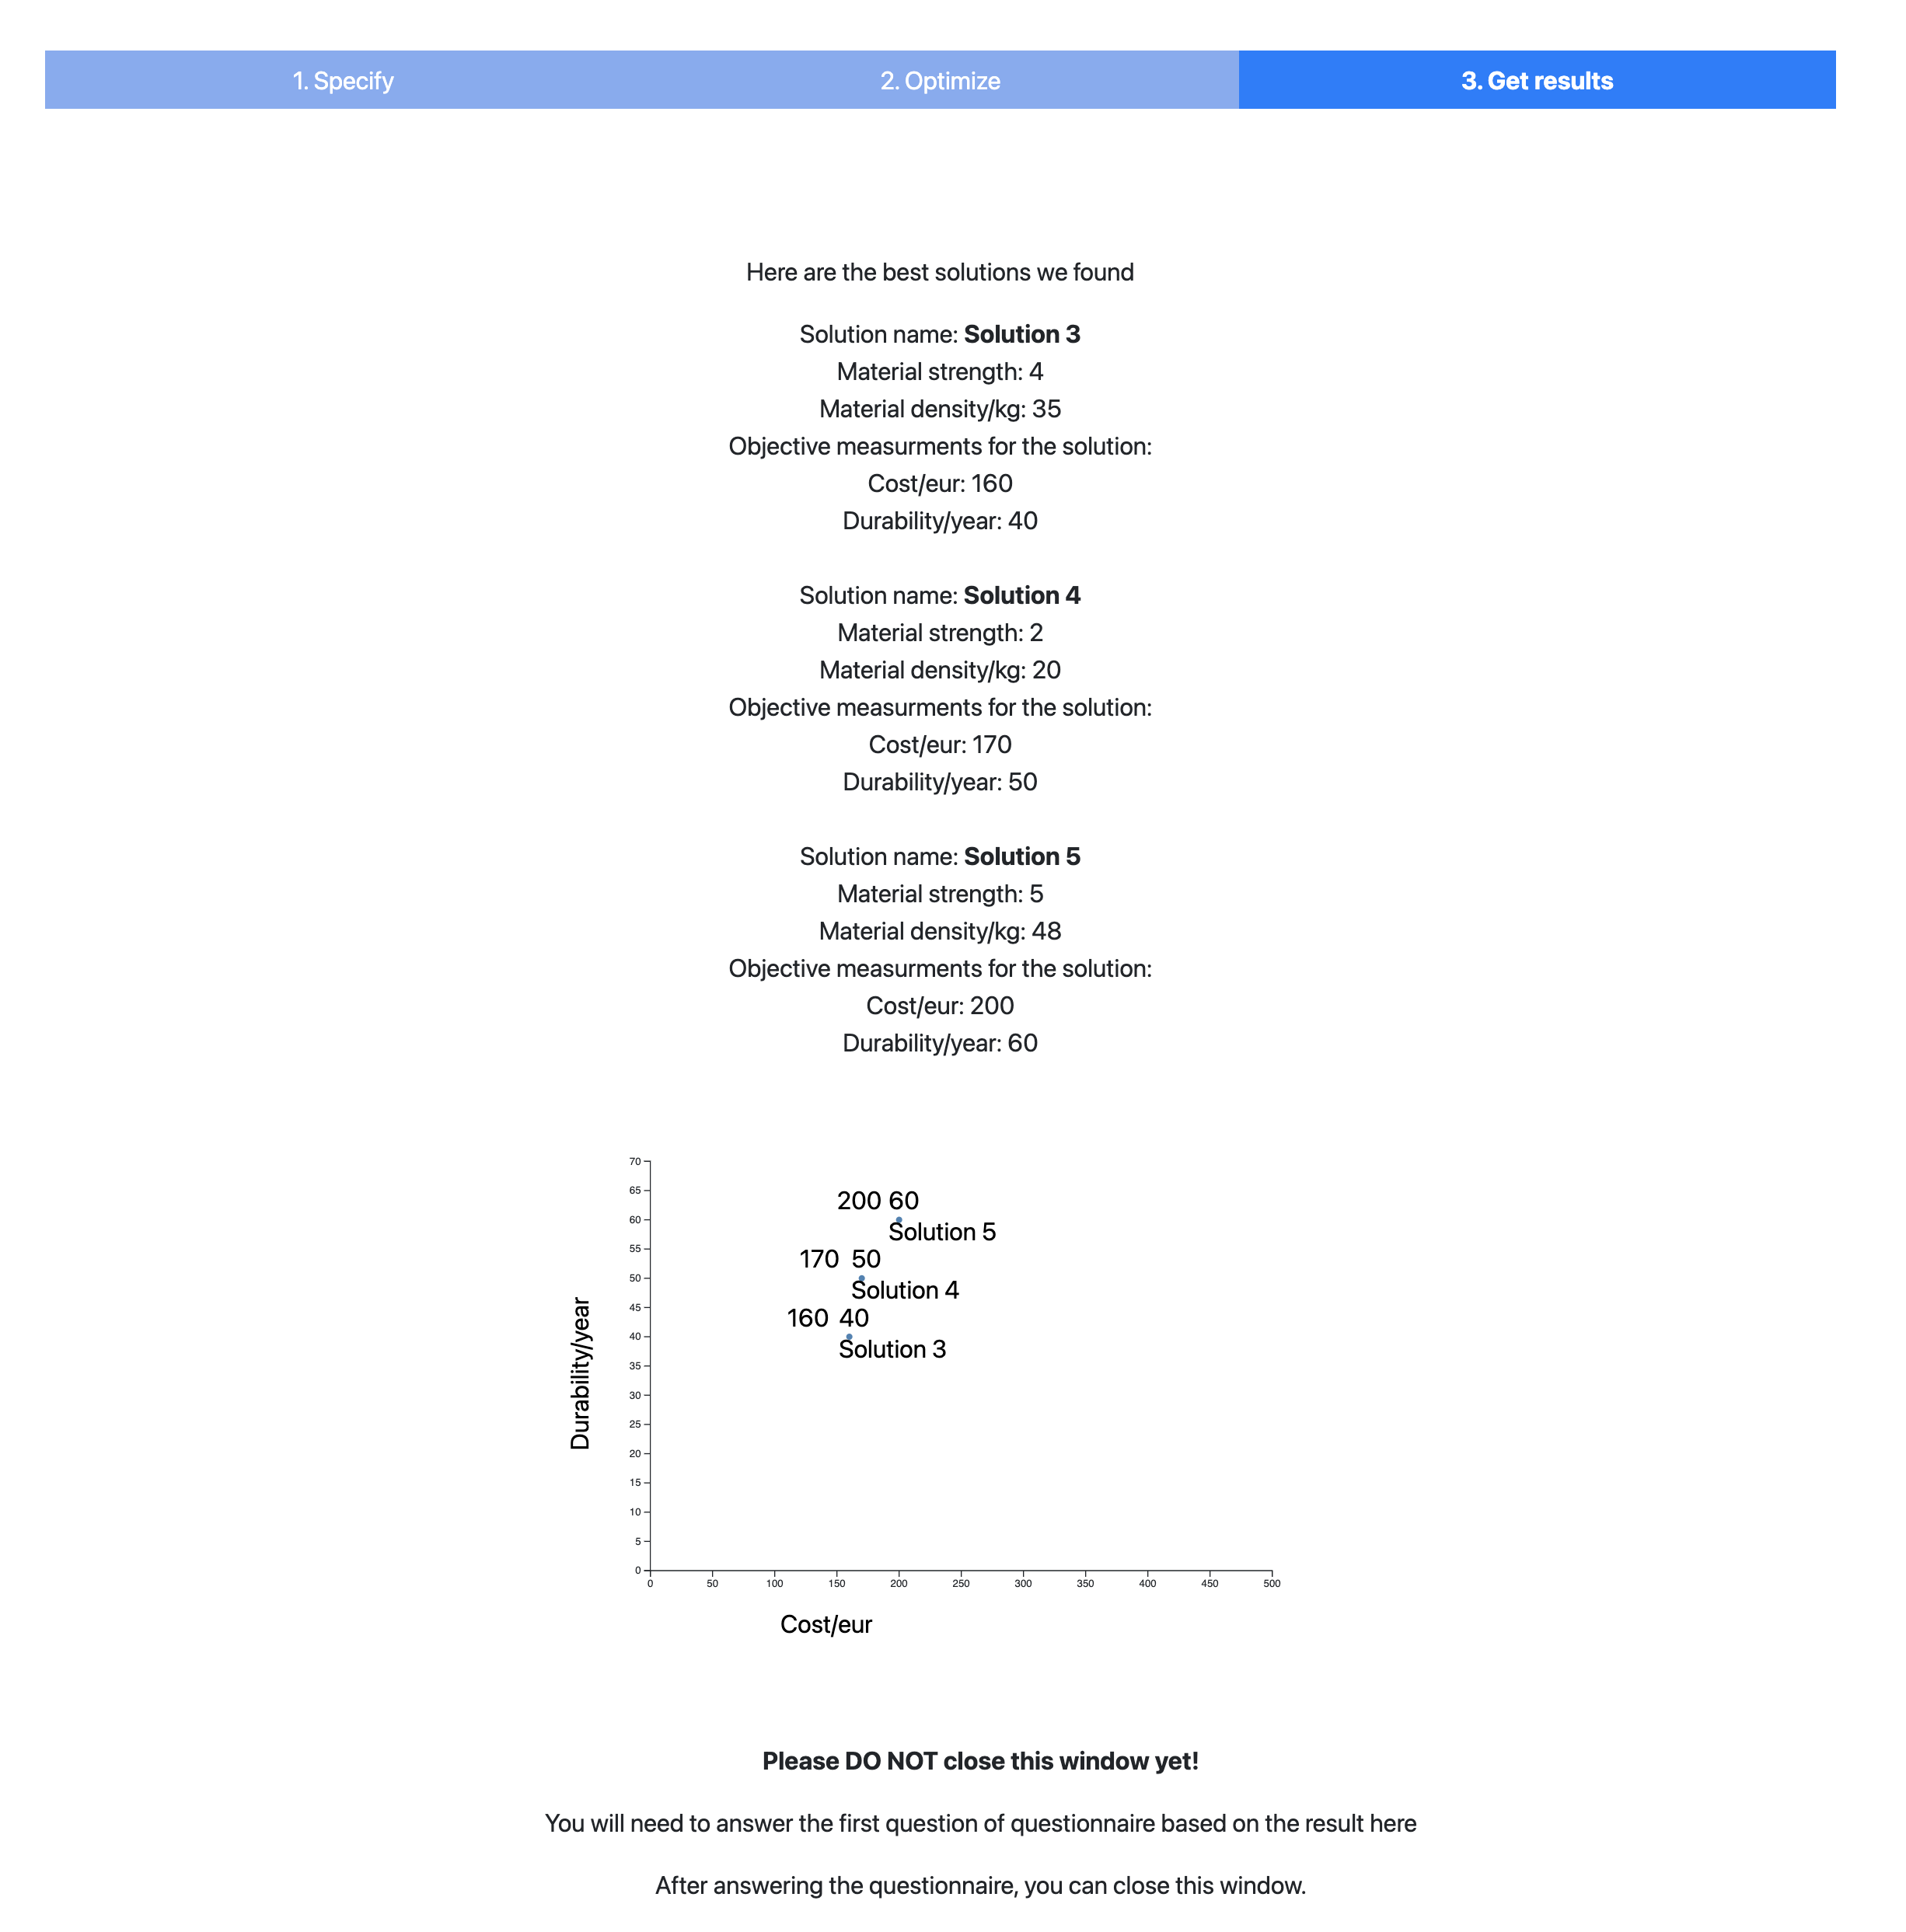 1. Specify
2. Optimize
3. Get results
Here are the best solutions we found
Solution name: Solution 3
Material strength: 4
Material density/kg: 35
Objective measurments for the solution:
Cost/eur: 160
Durability/year: 40
Solution name: Solution 4
Material strength: 2
Material density/kg: 20
Objective measurments for the solution:
Cost/eur: 170
Durability/year: 50
Solution name: Solution 5
Material strength: 5
Material density/kg: 48
Objective measurments for the solution:
Cost/eur: 200
Durability/year: 60
70
65
60
55
50
45
40
35
30
25
20
15
10
5
0
200 60
Solution 5
170 50
Solution 4
160 40
Solution 3
Durability/year
0 50 100 150 200 250 300 350 400 450 500
Cost/eur
Please DO NOT close this window yet!
You will need to answer the first question of questionnaire based on the result here
After answering the questionnaire, you can close this window.